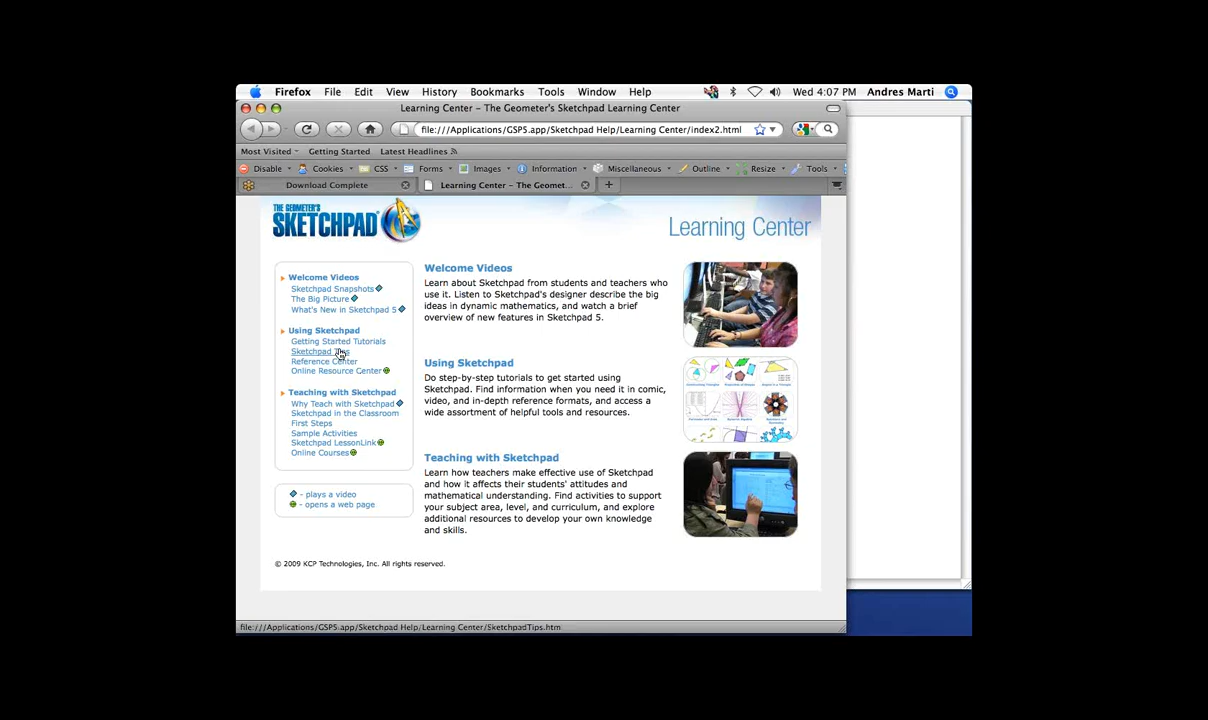 Firefox File Edit View History Bookmarks Tools Window Help Wed 4:07 PM Andres Marti
Learning Center – The Geometer's Sketchpad Learning Center
file:///Applications/GSP5.app/Sketchpad Help/Learning Center/index2.html
Most Visited Getting Started Latest Headlines
Disable Cookies CSS Forms Images Information Miscellaneous Outline Resize Tools
Download Complete Learning Center – The Geomet...
THE GEOMETER'S
SKETCHPAD
Learning Center
Welcome Videos
Sketchpad Snapshots
The Big Picture
What's New in Sketchpad 5
Using Sketchpad
Getting Started Tutorials
Sketchpad
Reference Center
Online Resource Center
Teaching with Sketchpad
Why Teach with Sketchpad
Sketchpad in the Classroom
First Steps
Sample Activities
Sketchpad LessonLink
Online Courses
- plays a video
- opens a web page
Welcome Videos
Learn about Sketchpad from students and teachers who
use it. Listen to Sketchpad's designer describe the big
ideas in dynamic mathematics, and watch a brief
overview of new features in Sketchpad 5.
Using Sketchpad
Do step-by-step tutorials to get started using
Sketchpad. Find information when you need it in comic,
video, and in-depth reference formats, and access a
wide assortment of helpful tools and resources.
Teaching with Sketchpad
Learn how teachers make effective use of Sketchpad
and how it affects their students' attitudes and
mathematical understanding. Find activities to support
your subject area, level, and curriculum, and explore
additional resources to develop your own knowledge
and skills.
© 2009 KCP Technologies, Inc. All rights reserved.
file:///Applications/GSP5.app/Sketchpad Help/Learning Center/SketchpadTips.htm